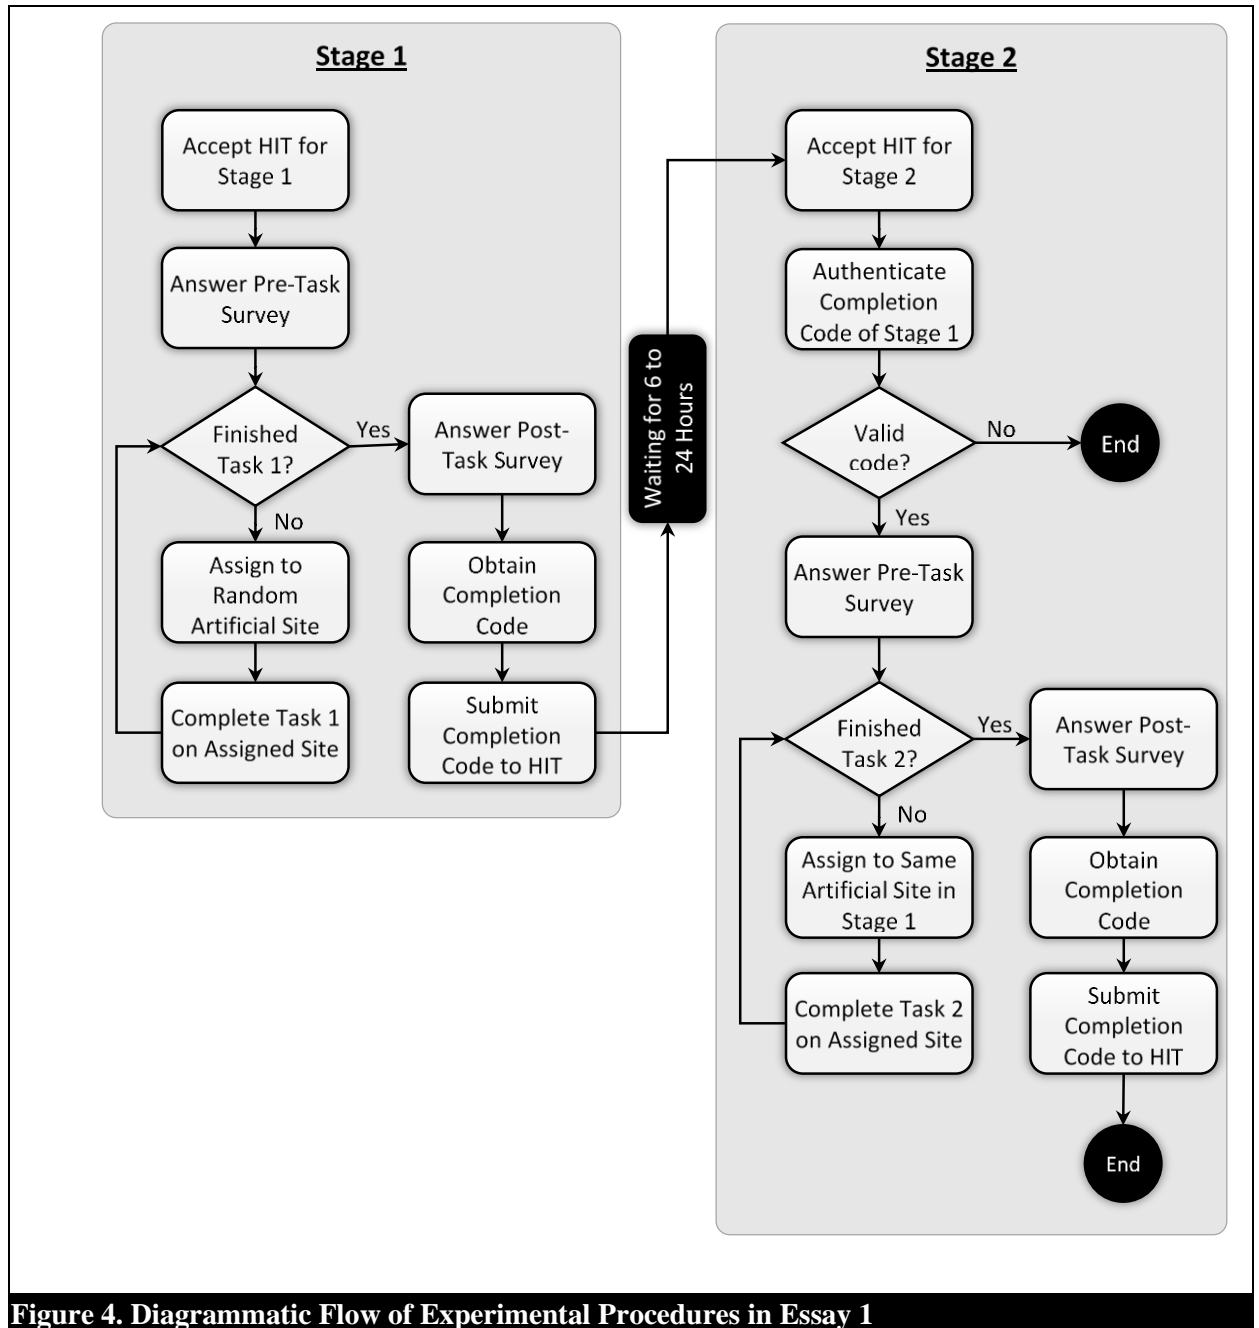 Stage 1
Accept HIT for
Stage 1
Answer Pre-Task
Survey
Finished
Task 1?
Yes
No
Assign to
Random
Artificial Site
Complete Task 1
on Assigned Site
Answer Post-
Task Survey
Obtain
Completion
Code
Submit
Completion
Code to HIT
Waiting for 6 to
24 Hours
Stage 2
Accept HIT for
Stage 2
Authenticate
Completion
Code of Stage 1
Valid
code?
No
End
Yes
Answer Pre-Task
Survey
Finished
Task 2?
Yes
No
Assign to Same
Artificial Site in
Stage 1
Complete Task 2
on Assigned Site
Answer Post-
Task Survey
Obtain
Completion
Code
Submit
Completion
Code to HIT
End
Figure 4. Diagrammatic Flow of Experimental Procedures in Essay 1